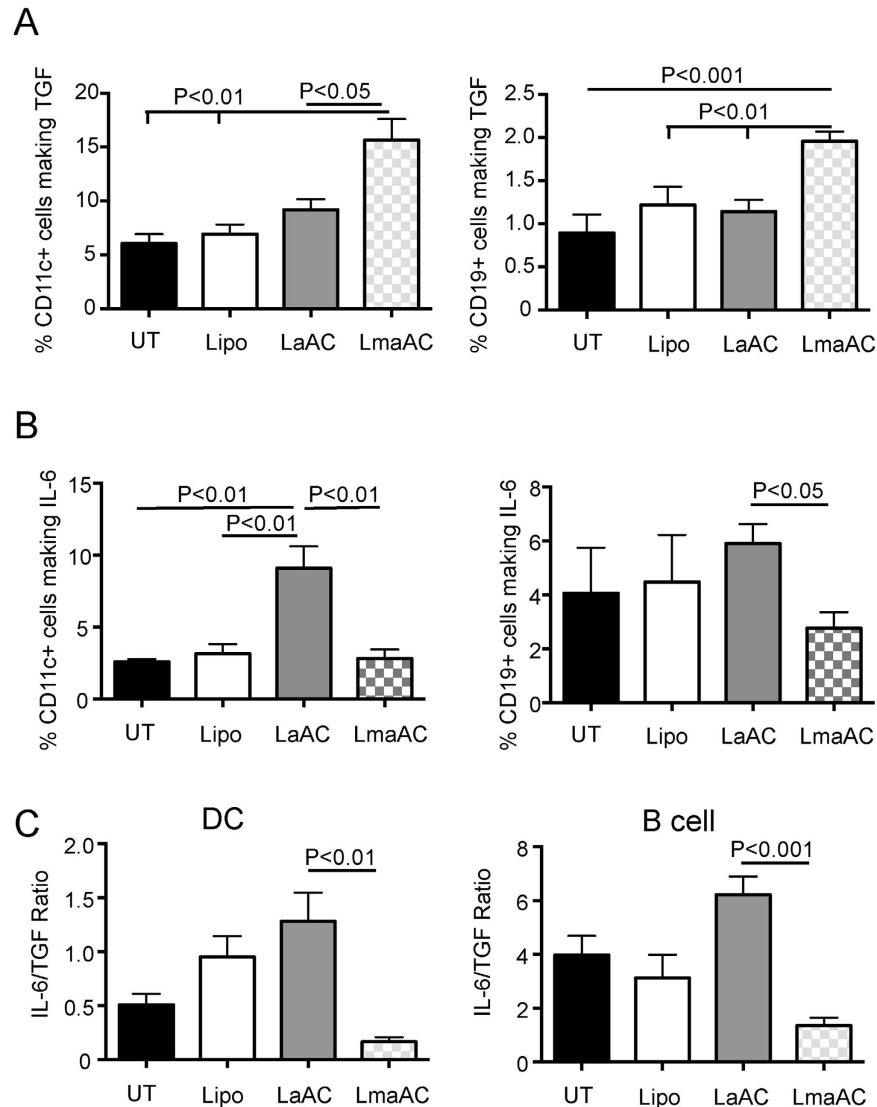 A
% CD11c+ cells making TGF
20
15
10
5
0
P<0.01
P<0.05
UT Lipo LaAC LmaAC
% CD19+ cells making TGF
2.5
2.0
1.5
1.0
0.5
0
P<0.001
P<0.01
UT Lipo LaAC LmaAC
B
% CD11c+ cells making IL-6
15
10
5
0
P<0.01
P<0.01
P<0.01
UT Lipo LaAC LmaAC
% CD19+ cells making IL-6
8
6
4
2
0
P<0.05
UT Lipo LaAC LmaAC
C
DC
IL-6/TGF Ratio
2.0
1.5
1.0
0.5
0
P<0.01
UT Lipo LaAC LmaAC
B cell
IL-6/TGF Ratio
8
6
4
2
0
P<0.001
UT Lipo LaAC LmaAC